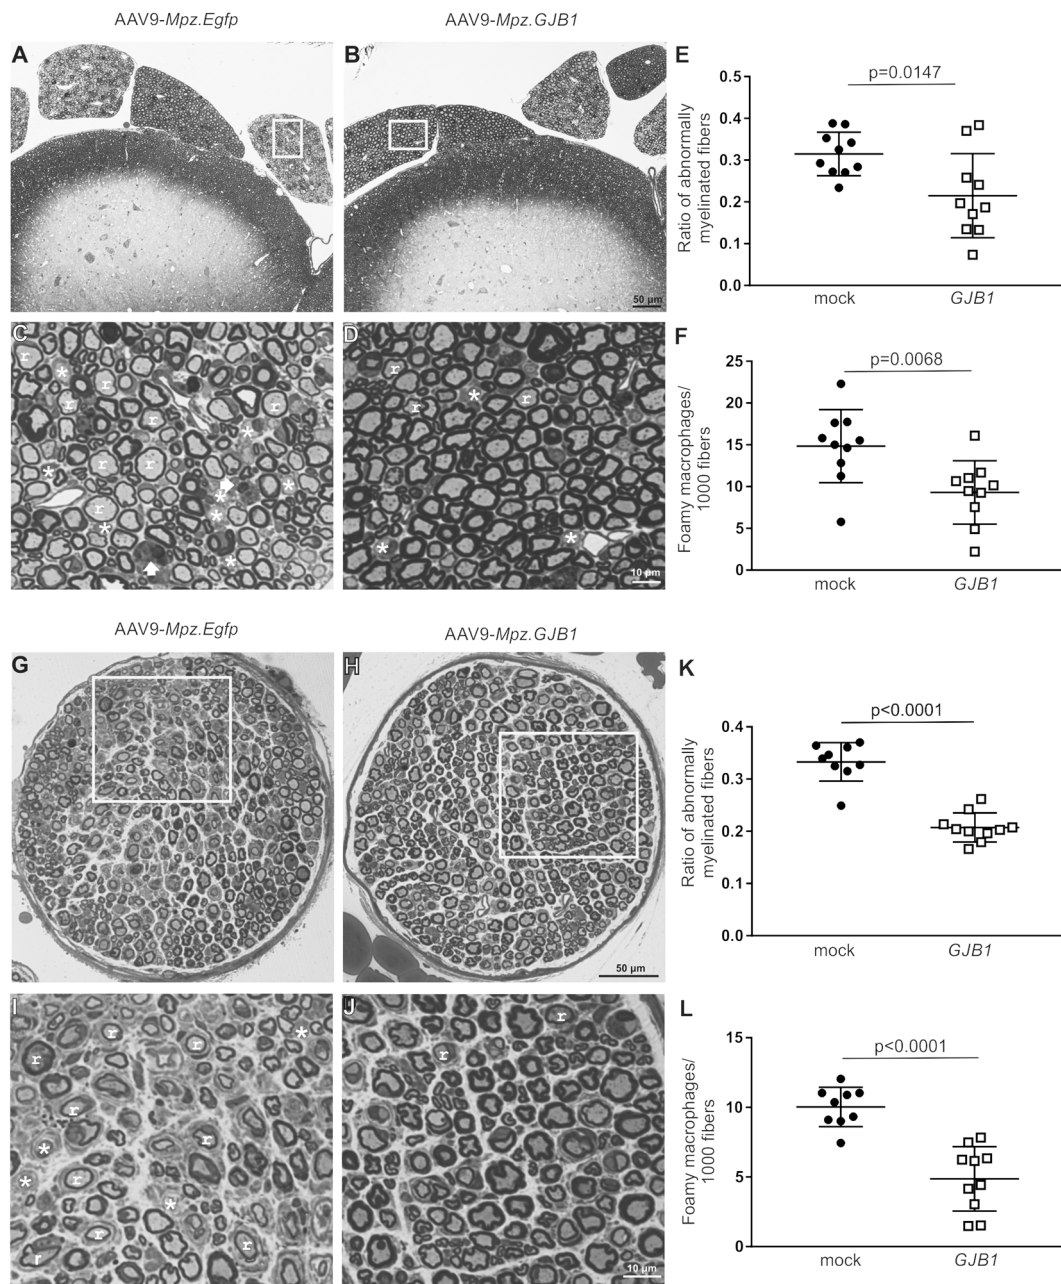 AAV9-Mpz.Egfp
AAV9-Mpz.GJB1
A
B
50 µm
E
Ratio of abnormally
myelinated fibers
p=0.0147
0.5
0.4
0.3
0.2
0.1
0.0
mock
GJB1
C
r
*
r
r
r
*
r
*
r
r
*
*
*
*
r
*
*
D
r
*
r
*
*
10 µm
F
Foamy macrophages/
1000 fibers
p=0.0068
25
20
15
10
5
0
mock
GJB1
AAV9-Mpz.Egfp
AAV9-Mpz.GJB1
G
H
50 µm
K
Ratio of abnormally
myelinated fibers
p<0.0001
0.4
0.3
0.2
0.1
0.0
mock
GJB1
I
r
*
r
r
r
r
*
*
r
*
r
r
r
J
r
r
10 µm
L
Foamy macrophages/
1000 fibers
p<0.0001
15
10
5
0
mock
GJB1